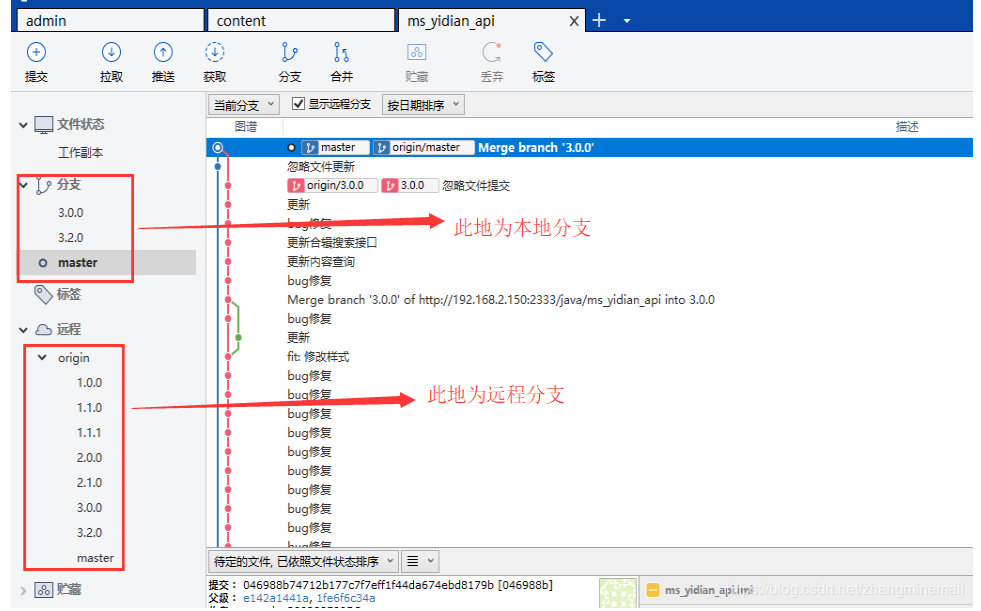 admin
content
ms_yidian_api X
提交 拉取 推送 获取 分支 合并 贮藏 丢弃 标签
当前分支 显示远程分支 按日期排序
图谱 描述
文件状态
工作副本
分支
3.0.0
3.2.0
master
标签
远程
origin
1.0.0
1.1.0
1.1.1
2.0.0
2.1.0
3.0.0
3.2.0
master
贮藏
master origin/master Merge branch '3.0.0'
忽略文件更新
origin/3.0.0 3.0.0 忽略文件提交
更新
bug修复
更新合辑搜索接口
更新内容查询
bug修复
Merge branch '3.0.0' of http://192.168.2.150:2333/java/ms_yidian_api into 3.0.0
bug修复
更新
fit: 修改样式
bug修复
bug修复
bug修复
bug修复
bug修复
bug修复
bug修复
bug修复
bug修复
bug修复
此地为本地分支
此地为远程分支
待定的文件, 已依照文件状态排序
提交: 046988b74712b177c7f7eff1f44da674ebd8179b [046988b]
父级: e142a1441a, 1fe6f6c34a
ms_yidian_api.iml
blog.csdn.net/zhangminemail